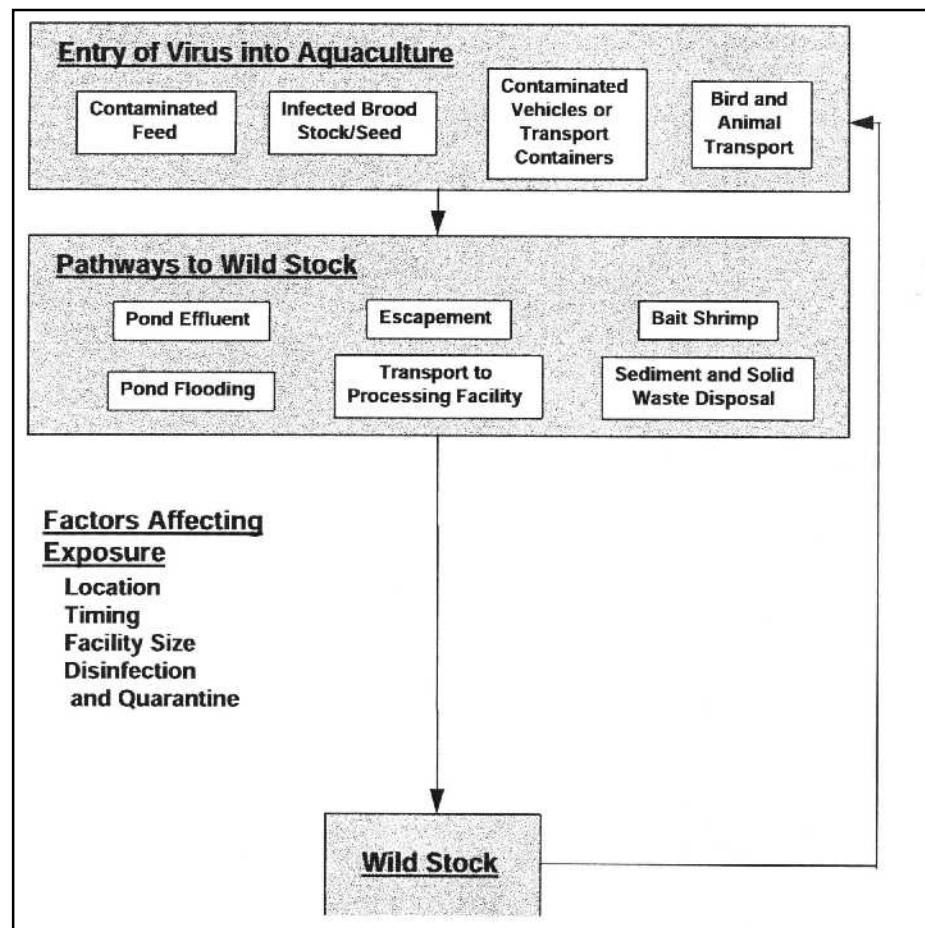 Entry of Virus into Aquaculture
Contaminated
Feed
Infected Brood
Stock/Seed
Contaminated
Vehicles or
Transport
Containers
Bird and
Animal
Transport
Pathways to Wild Stock
Pond Effluent
Escapement
Bait Shrimp
Pond Flooding
Transport to
Processing Facility
Sediment and Solid
Waste Disposal
Factors Affecting
Exposure
Location
Timing
Facility Size
Disinfection
and Quarantine
Wild Stock